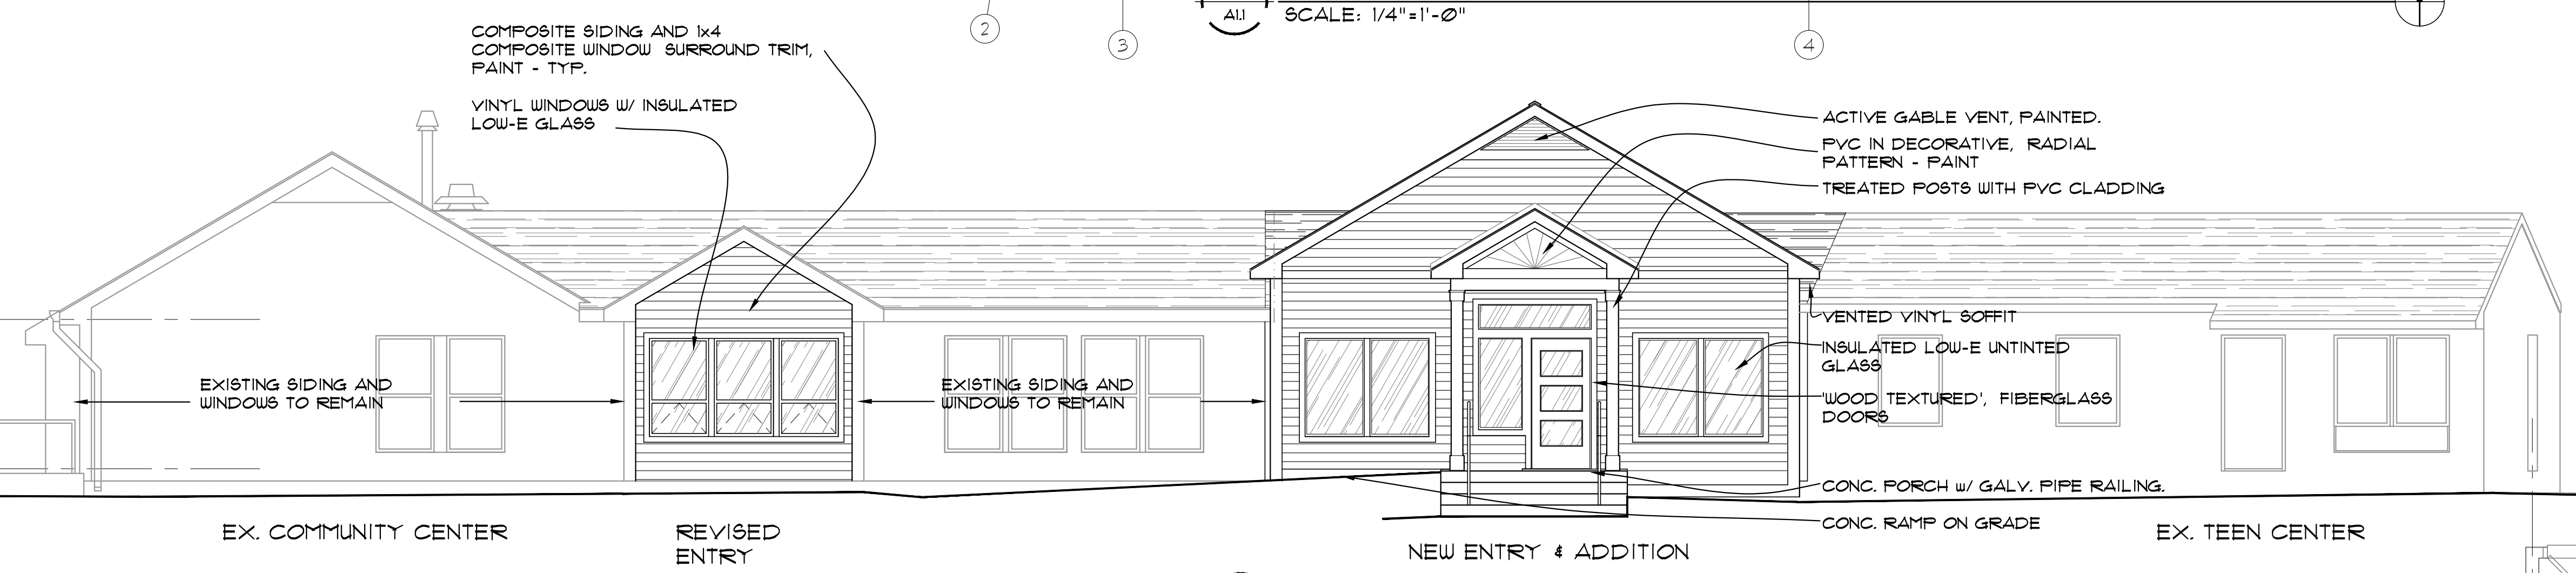 2
3
A1.1
SCALE: 1/4"=1'-0"
4
COMPOSITE SIDING AND 1x4
COMPOSITE WINDOW SURROUND TRIM,
PAINT - TYP.
VINYL WINDOWS W/ INSULATED
LOW-E GLASS
ACTIVE GABLE VENT, PAINTED.
PVC IN DECORATIVE, RADIAL
PATTERN - PAINT
TREATED POSTS WITH PVC CLADDING
VENTED VINYL SOFFIT
INSULATED LOW-E UNTINTED
GLASS
'WOOD TEXTURED', FIBERGLASS
DOORS
EXISTING SIDING AND
WINDOWS TO REMAIN
EXISTING SIDING AND
WINDOWS TO REMAIN
CONC. PORCH w/ GALV. PIPE RAILING.
CONC. RAMP ON GRADE
EX. COMMUNITY CENTER
REVISED
ENTRY
NEW ENTRY & ADDITION
EX. TEEN CENTER